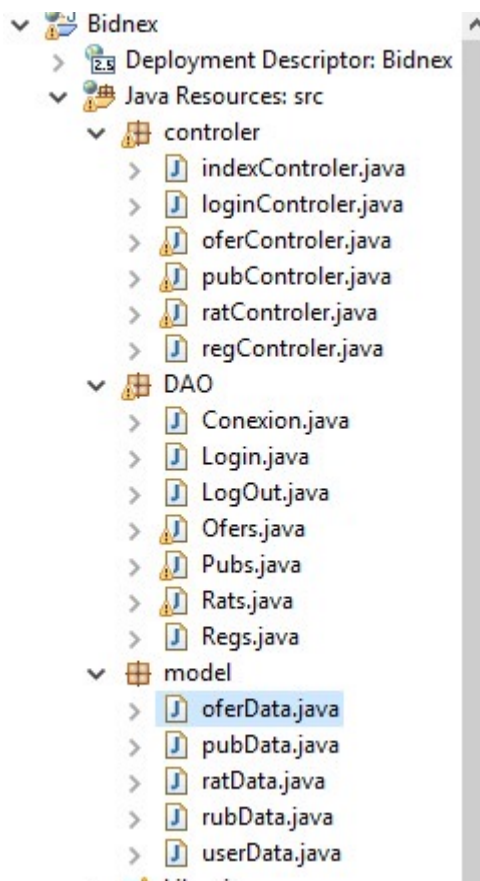 Bidnex
2.5 Deployment Descriptor: Bidnex
Java Resources: src
controler
J indexControler.java
J loginControler.java
J oferControler.java
J pubControler.java
J ratControler.java
J regControler.java
DAO
J Conexion.java
J Login.java
J LogOut.java
J Ofers.java
J Pubs.java
J Rats.java
J Regs.java
model
J oferData.java
J pubData.java
J ratData.java
J rubData.java
J userData.java